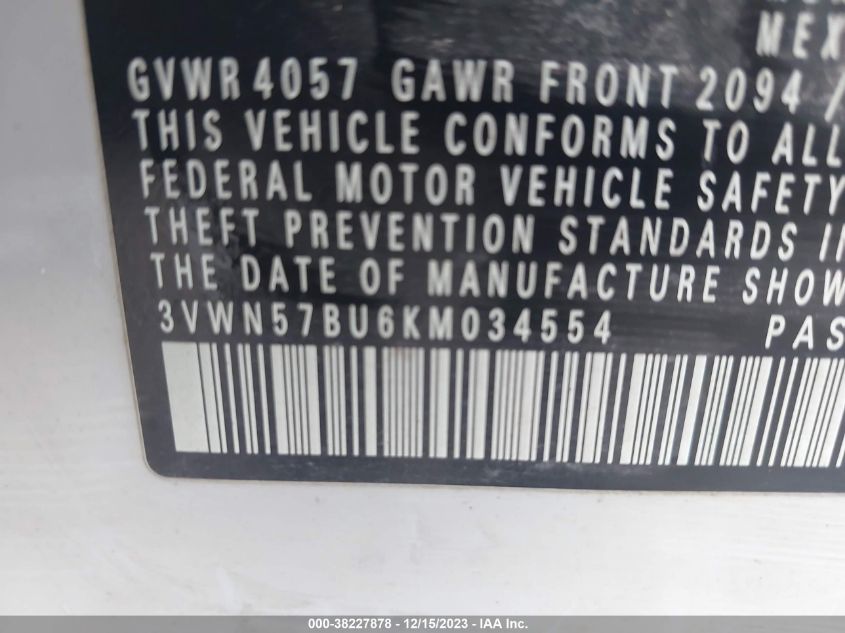 MEX
GVWR 4057 GAWR FRONT 2094 /
THIS VEHICLE CONFORMS TO ALL
FEDERAL MOTOR VEHICLE SAFETY
THEFT PREVENTION STANDARDS I
THE DATE OF MANUFACTURE SHOW
3VWN57BU6KM034554 PAS
000-38227878 - 12/15/2023 - IAA Inc.